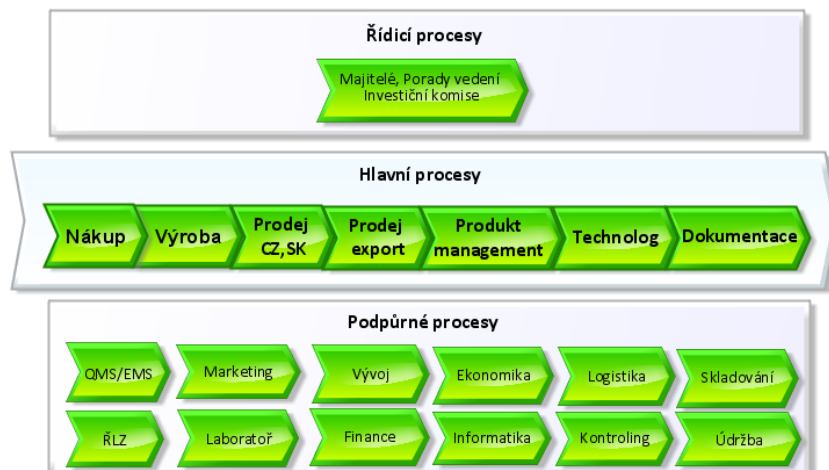 Řídicí procesy
Majitelé, Porady vedení
Investiční komise
Hlavní procesy
Nákup
Výroba
Prodej
CZ,SK
Prodej
export
Produkt
management
Technolog
Dokumentace
Podpůrné procesy
QMS/EMS
Marketing
Vývoj
Ekonomika
Logistika
Skladování
ŘLZ
Laboratoř
Finance
Informatika
Kontroling
Údržba